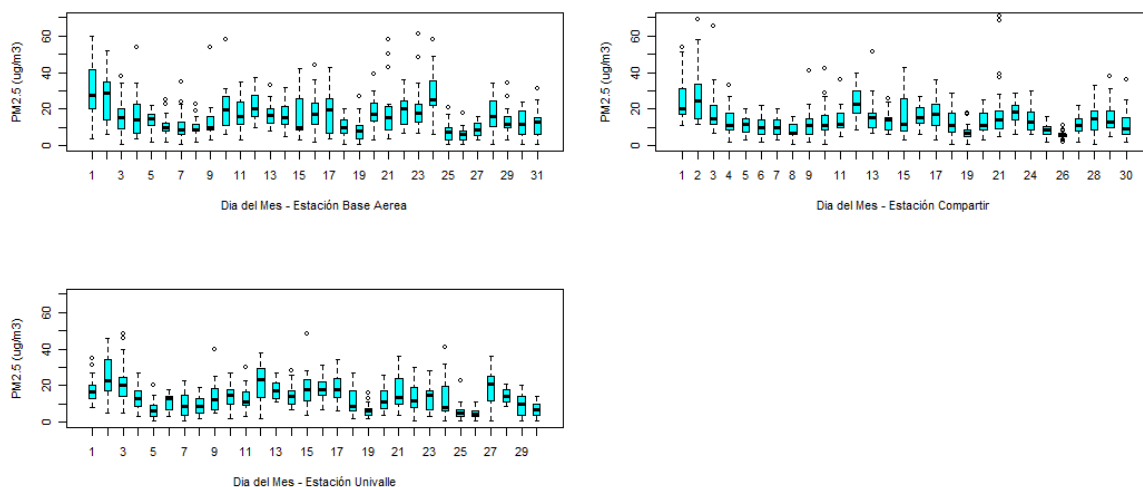 PM2.5 (ug/m3)
0 20 40 60
1 3 5 7 9 11 13 15 17 19 21 23 25 27 29 31
Dia del Mes - Estación Base Aerea
PM2.5 (ug/m3)
0 20 40 60
1 2 3 4 5 6 7 8 9 11 13 15 17 19 21 24 26 28 30
Dia del Mes - Estación Compartir
PM2.5 (ug/m3)
0 20 40 60
1 3 5 7 9 11 13 15 17 19 21 23 25 27 29
Dia del Mes - Estación Univalle